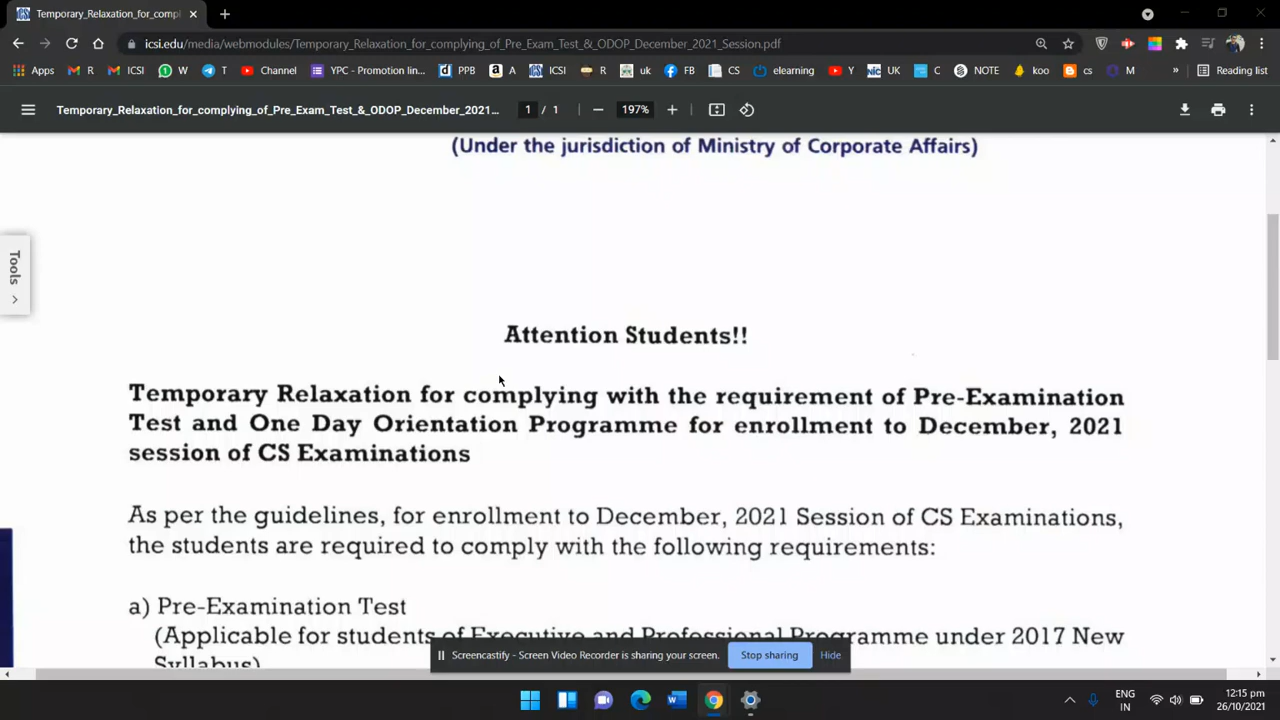 Temporary_Relaxation_for_compl
icsi.edu/media/webmodules/Temporary_Relaxation_for_complying_of_Pre_Exam_Test_&_ODOP_December_2021_Session.pdf
Apps R ICSI W T Channel YPC - Promotion lin... PPB A ICSI R uk FB CS elearning Y UK C NOTE koo cs M » Reading list
Temporary_Relaxation_for_complying_of_Pre_Exam_Test_&_ODOP_December_2021... 1 / 1 197%
(Under the jurisdiction of Ministry of Corporate Affairs)
Tools
Attention Students!!
Temporary Relaxation for complying with the requirement of Pre-Examination
Test and One Day Orientation Programme for enrollment to December, 2021
session of CS Examinations
As per the guidelines, for enrollment to December, 2021 Session of CS Examinations,
the students are required to comply with the following requirements:
a) Pre-Examination Test
(Applicable for students of Executive and Professional Programme under 2017 New
Syllabus)
Screencastify - Screen Video Recorder is sharing your screen. Stop sharing Hide
ENG
IN
12:15 pm
26/10/2021